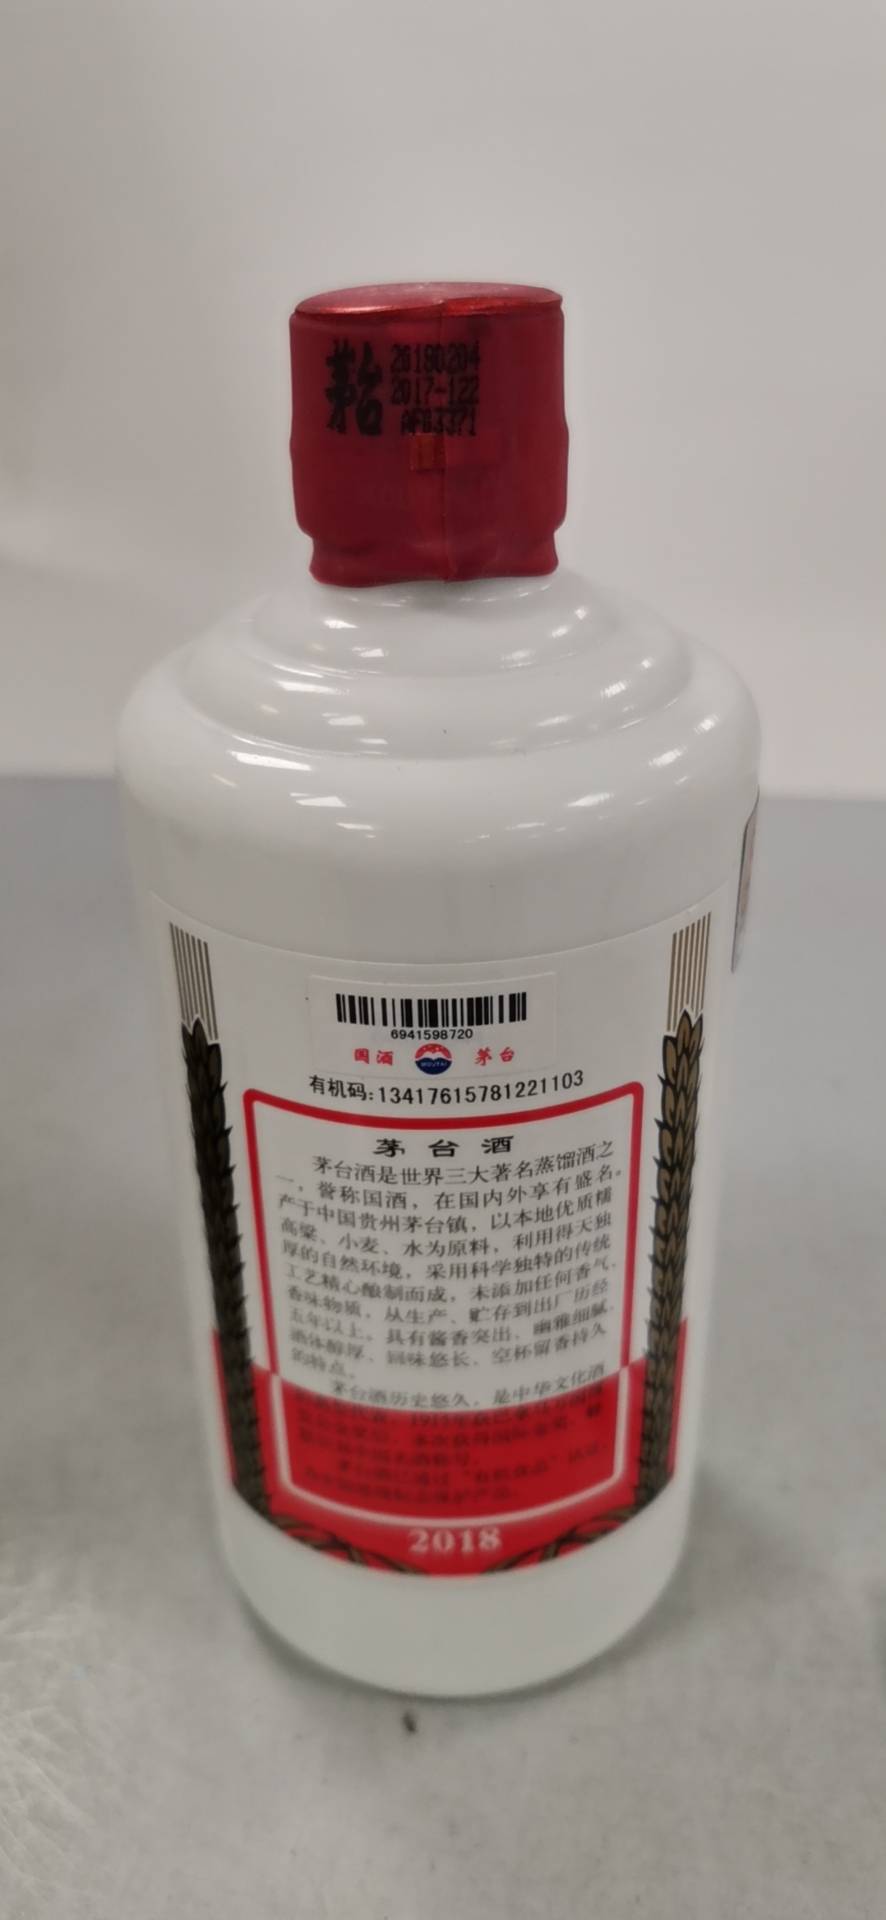 茅台
20180204
2017-122
AF03371
6941598720
国酒
MOUTAI
茅台
有机码:13417615781221103
茅台酒
茅台酒是世界三大著名蒸馏酒之
一，誉称国酒，在国内外享有盛名。
产于中国贵州茅台镇，以本地优质糯
高粱、小麦、水为原料，利用得天独
厚的自然环境，采用科学独特的传统
工艺精心酿制而成，未添加任何香气、
香味物质。从生产、贮存到出厂历经
五年以上。具有酱香突出、幽雅细腻、
酒体醇厚、回味悠长、空杯留香持久
的特点。
茅台酒历史悠久，是中华文化酒
2018